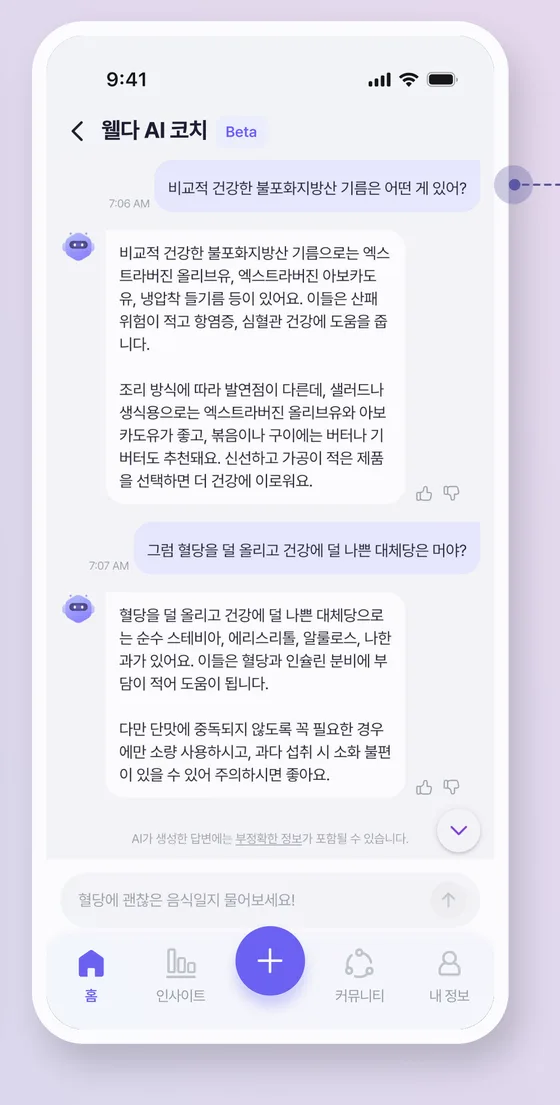 9:41
웰다 AI 코치 Beta
비교적 건강한 불포화지방산 기름은 어떤 게 있어?
7:06 AM
비교적 건강한 불포화지방산 기름으로는 엑스
트라버진 올리브유, 엑스트라버진 아보카도
유, 냉압착 들기름 등이 있어요. 이들은 산패
위험이 적고 항염증, 심혈관 건강에 도움을 줍
니다.
조리 방식에 따라 발연점이 다른데, 샐러드나
생식용으로는 엑스트라버진 올리브유와 아보
카도유가 좋고, 볶음이나 구이에는 버터나 기
버터도 추천돼요. 신선하고 가공이 적은 제품
을 선택하면 더 건강에 이로워요.
그럼 혈당을 덜 올리고 건강에 덜 나쁜 대체당은 머야?
7:07 AM
혈당을 덜 올리고 건강에 덜 나쁜 대체당으로
는 순수 스테비아, 에리스리톨, 알룰로스, 나한
과가 있어요. 이들은 혈당과 인슐린 분비에 부
담이 적어 도움이 됩니다.
다만 단맛에 중독되지 않도록 꼭 필요한 경우
에만 소량 사용하시고, 과다 섭취 시 소화 불편
이 있을 수 있어 주의하시면 좋아요.
AI가 생성한 답변에는 부정확한 정보가 포함될 수 있습니다.
혈당에 괜찮은 음식일지 물어보세요!
홈 인사이트 커뮤니티 내 정보